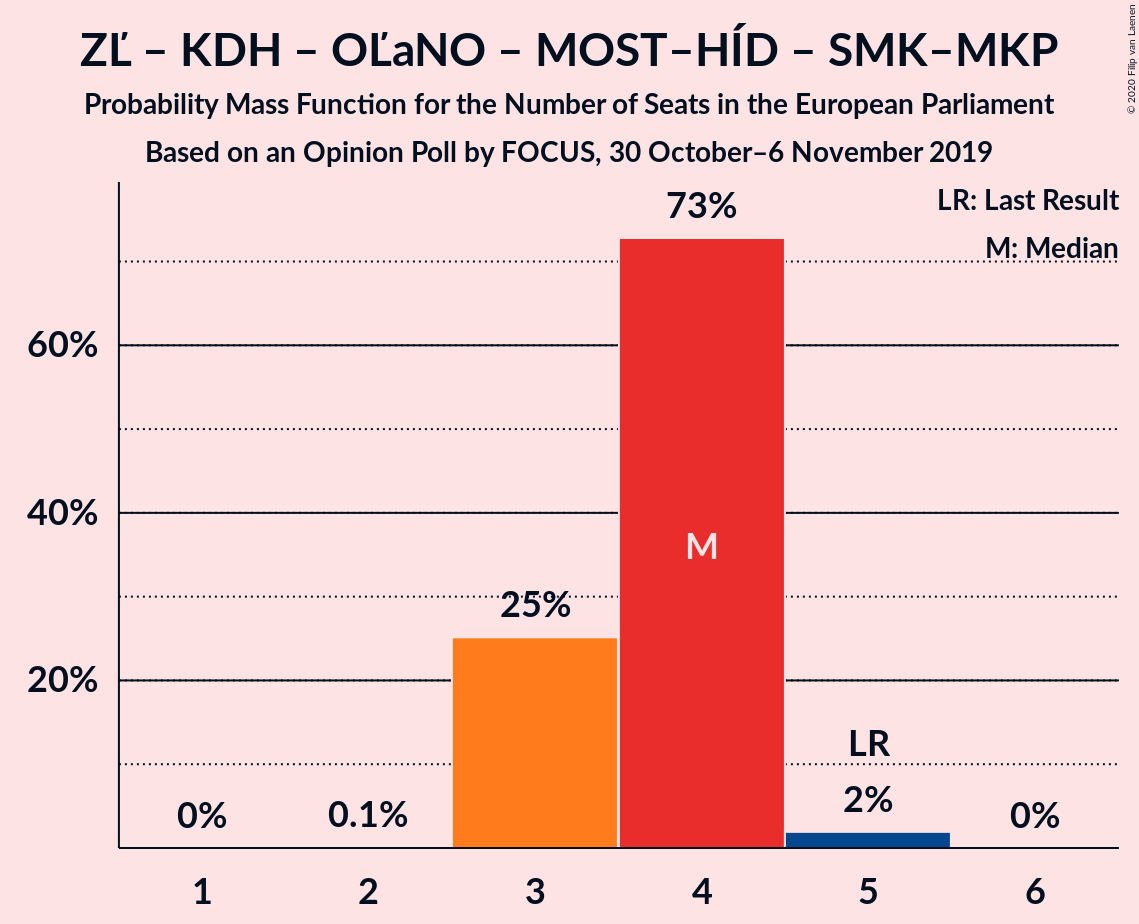 ZĽ – KDH – OĽaNO – MOST–HÍD – SMK–MKP
Probability Mass Function for the Number of Seats in the European Parliament
Based on an Opinion Poll by FOCUS, 30 October–6 November 2019
© 2020 Filip van Laenen
LR: Last Result
M: Median
73%
60%
M
40%
25%
20%
LR
0%
0.1%
2%
0%
1
2
3
4
5
6